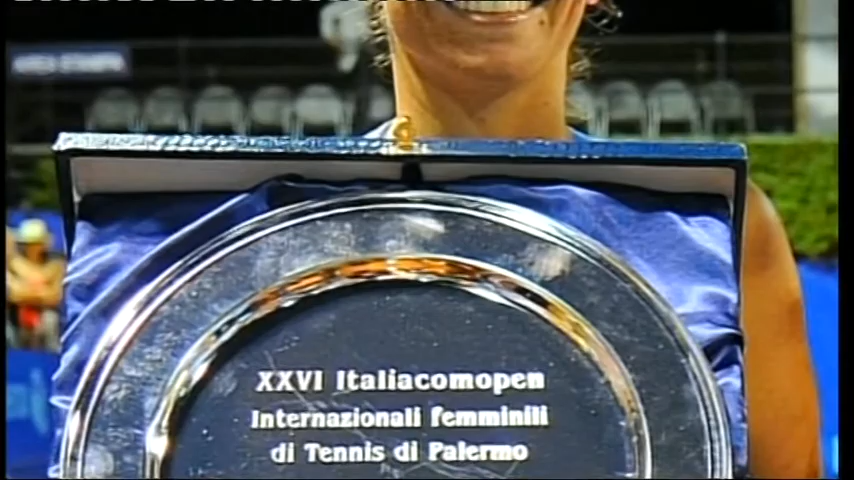 XXVI Italiacomopen
Internazionali femminili
di Tennis di Palermo